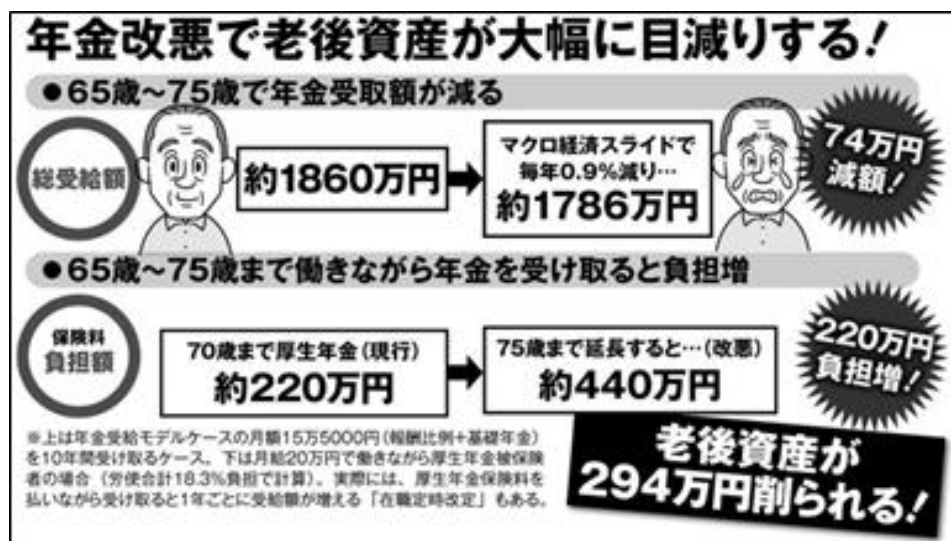 年金改悪で老後資産が大幅に目減りする!
●65歳～75歳で年金受取額が減る
総受給額
約1860万円
マクロ経済スライドで
毎年0.9%減り…
約1786万円
74万円
減額!
●65歳～75歳まで働きながら年金を受け取ると負担増
保険料
負担額
70歳まで厚生年金(現行)
約220万円
75歳まで延長すると…(改悪)
約440万円
220万円
負担増!
※上は年金受給モデルケースの月額15万5000円(報酬比例+基礎年金)
を10年間受け取るケース。下は月給20万円で働きながら厚生年金被保険
者の場合(労使合計18.3%負担で計算)。実際には、厚生年金保険料を
払いながら受け取ると1年ごとに受給額が増える「在職定時改定」もある。
老後資産が
294万円削られる!